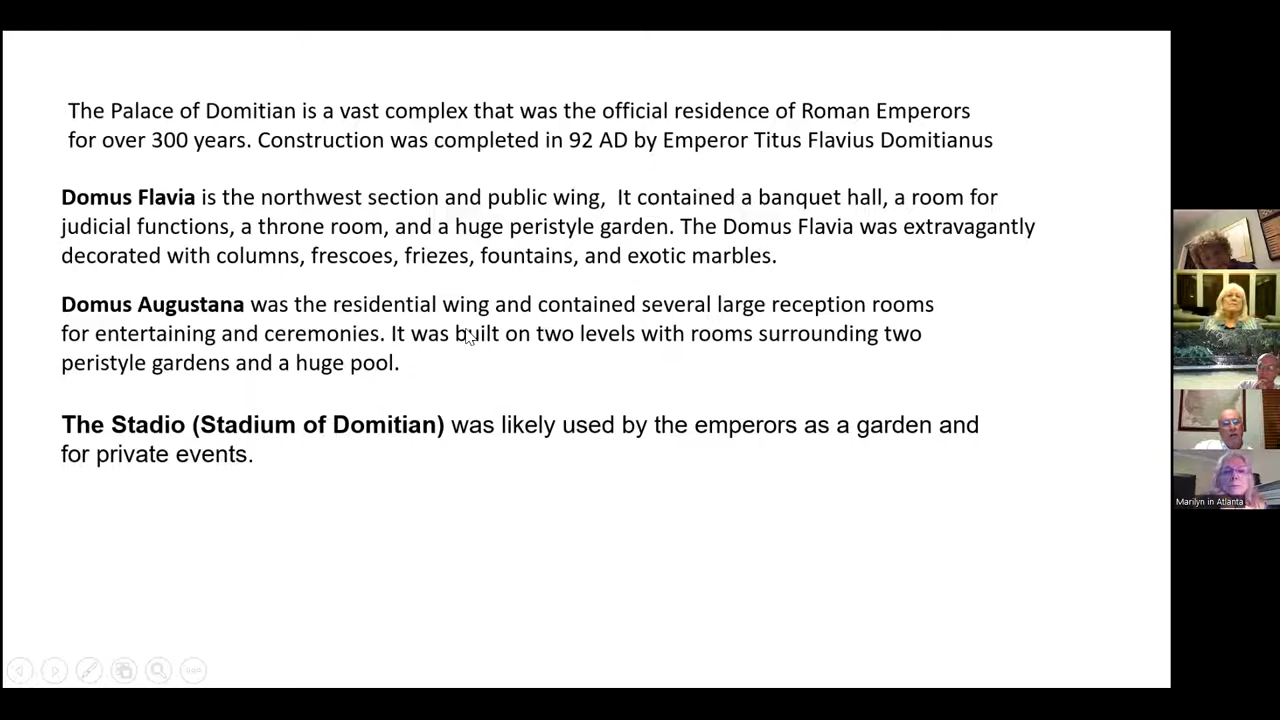 The Palace of Domitian is a vast complex that was the official residence of Roman Emperors
for over 300 years. Construction was completed in 92 AD by Emperor Titus Flavius Domitianus
Domus Flavia is the northwest section and public wing,  It contained a banquet hall, a room for
judicial functions, a throne room, and a huge peristyle garden. The Domus Flavia was extravagantly
decorated with columns, frescoes, friezes, fountains, and exotic marbles.
Domus Augustana was the residential wing and contained several large reception rooms
for entertaining and ceremonies. It was built on two levels with rooms surrounding two
peristyle gardens and a huge pool.
The Stadio (Stadium of Domitian) was likely used by the emperors as a garden and
for private events.
Marilyn in Atlanta